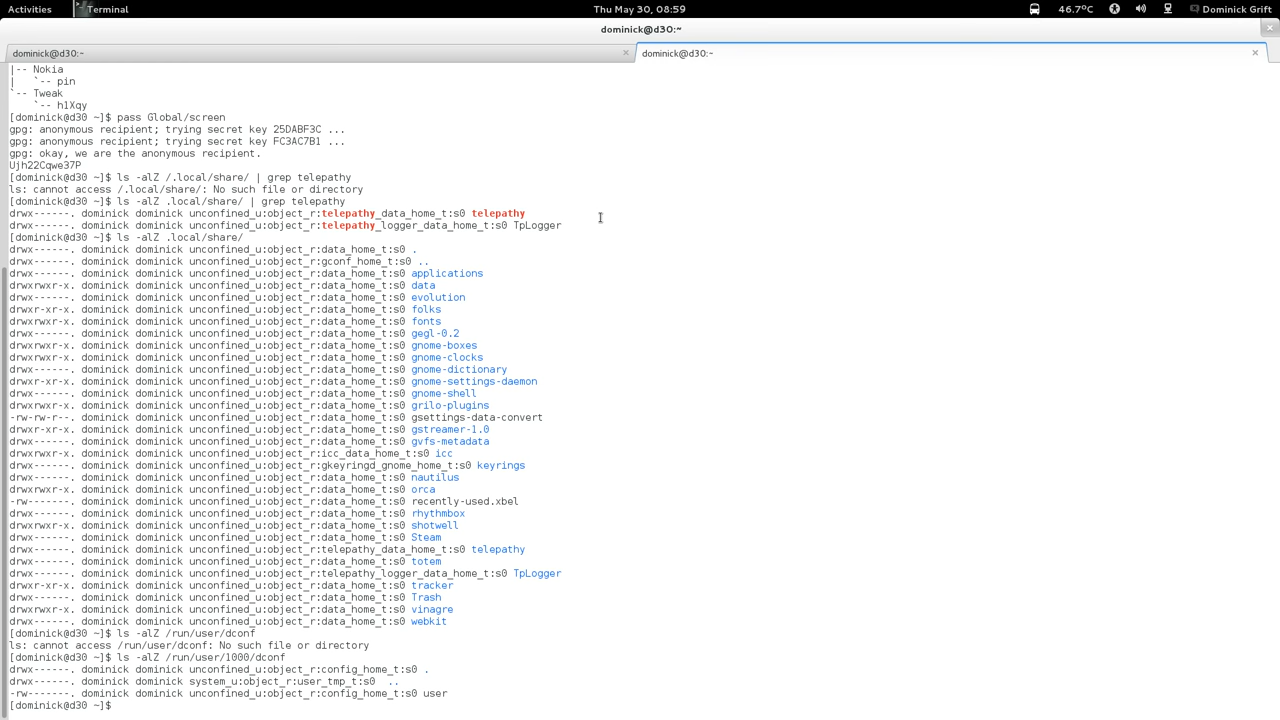 Activities Terminal Thu May 30, 08:59 46.7°C Dominick Grift
dominick@d30:~
dominick@d30:~ dominick@d30:~
|-- Nokia
|   `-- pin
`-- Tweak
    `-- h1Xqy
[dominick@d30 ~]$ pass Global/screen
gpg: anonymous recipient; trying secret key 25DABF3C ...
gpg: anonymous recipient; trying secret key FC3AC7B1 ...
gpg: okay, we are the anonymous recipient.
Ujh22Cqwe37P
[dominick@d30 ~]$ ls -alZ /.local/share/ | grep telepathy
ls: cannot access /.local/share/: No such file or directory
[dominick@d30 ~]$ ls -alZ .local/share/ | grep telepathy
drwx------. dominick dominick unconfined_u:object_r:telepathy_data_home_t:s0 telepathy
drwx------. dominick dominick unconfined_u:object_r:telepathy_logger_data_home_t:s0 TpLogger
[dominick@d30 ~]$ ls -alZ .local/share/
drwx------. dominick dominick unconfined_u:object_r:data_home_t:s0 .
drwx------. dominick dominick unconfined_u:object_r:gconf_home_t:s0 ..
drwx------. dominick dominick unconfined_u:object_r:data_home_t:s0 applications
drwxrwxr-x. dominick dominick unconfined_u:object_r:data_home_t:s0 data
drwx------. dominick dominick unconfined_u:object_r:data_home_t:s0 evolution
drwxr-xr-x. dominick dominick unconfined_u:object_r:data_home_t:s0 folks
drwxrwxr-x. dominick dominick unconfined_u:object_r:data_home_t:s0 fonts
drwx------. dominick dominick unconfined_u:object_r:data_home_t:s0 gegl-0.2
drwxrwxr-x. dominick dominick unconfined_u:object_r:data_home_t:s0 gnome-boxes
drwxrwxr-x. dominick dominick unconfined_u:object_r:data_home_t:s0 gnome-clocks
drwx------. dominick dominick unconfined_u:object_r:data_home_t:s0 gnome-dictionary
drwxr-xr-x. dominick dominick unconfined_u:object_r:data_home_t:s0 gnome-settings-daemon
drwx------. dominick dominick unconfined_u:object_r:data_home_t:s0 gnome-shell
drwxrwxr-x. dominick dominick unconfined_u:object_r:data_home_t:s0 grilo-plugins
-rw-rw-r--. dominick dominick unconfined_u:object_r:data_home_t:s0 gsettings-data-convert
drwxr-xr-x. dominick dominick unconfined_u:object_r:data_home_t:s0 gstreamer-1.0
drwx------. dominick dominick unconfined_u:object_r:data_home_t:s0 gvfs-metadata
drwxrwxr-x. dominick dominick unconfined_u:object_r:icc_data_home_t:s0 icc
drwx------. dominick dominick unconfined_u:object_r:gkeyringd_gnome_home_t:s0 keyrings
drwx------. dominick dominick unconfined_u:object_r:data_home_t:s0 nautilus
drwxrwxr-x. dominick dominick unconfined_u:object_r:data_home_t:s0 orca
-rw-------. dominick dominick unconfined_u:object_r:data_home_t:s0 recently-used.xbel
drwx------. dominick dominick unconfined_u:object_r:data_home_t:s0 rhythmbox
drwxrwxr-x. dominick dominick unconfined_u:object_r:data_home_t:s0 shotwell
drwx------. dominick dominick unconfined_u:object_r:data_home_t:s0 Steam
drwx------. dominick dominick unconfined_u:object_r:telepathy_data_home_t:s0 telepathy
drwx------. dominick dominick unconfined_u:object_r:data_home_t:s0 totem
drwx------. dominick dominick unconfined_u:object_r:telepathy_logger_data_home_t:s0 TpLogger
drwxr-xr-x. dominick dominick unconfined_u:object_r:data_home_t:s0 tracker
drwx------. dominick dominick unconfined_u:object_r:data_home_t:s0 Trash
drwxrwxr-x. dominick dominick unconfined_u:object_r:data_home_t:s0 vinagre
drwx------. dominick dominick unconfined_u:object_r:data_home_t:s0 webkit
[dominick@d30 ~]$ ls -alZ /run/user/dconf
ls: cannot access /run/user/dconf: No such file or directory
[dominick@d30 ~]$ ls -alZ /run/user/1000/dconf
drwx------. dominick dominick unconfined_u:object_r:config_home_t:s0 .
drwx------. dominick dominick system_u:object_r:user_tmp_t:s0  ..
-rw-------. dominick dominick unconfined_u:object_r:config_home_t:s0 user
[dominick@d30 ~]$